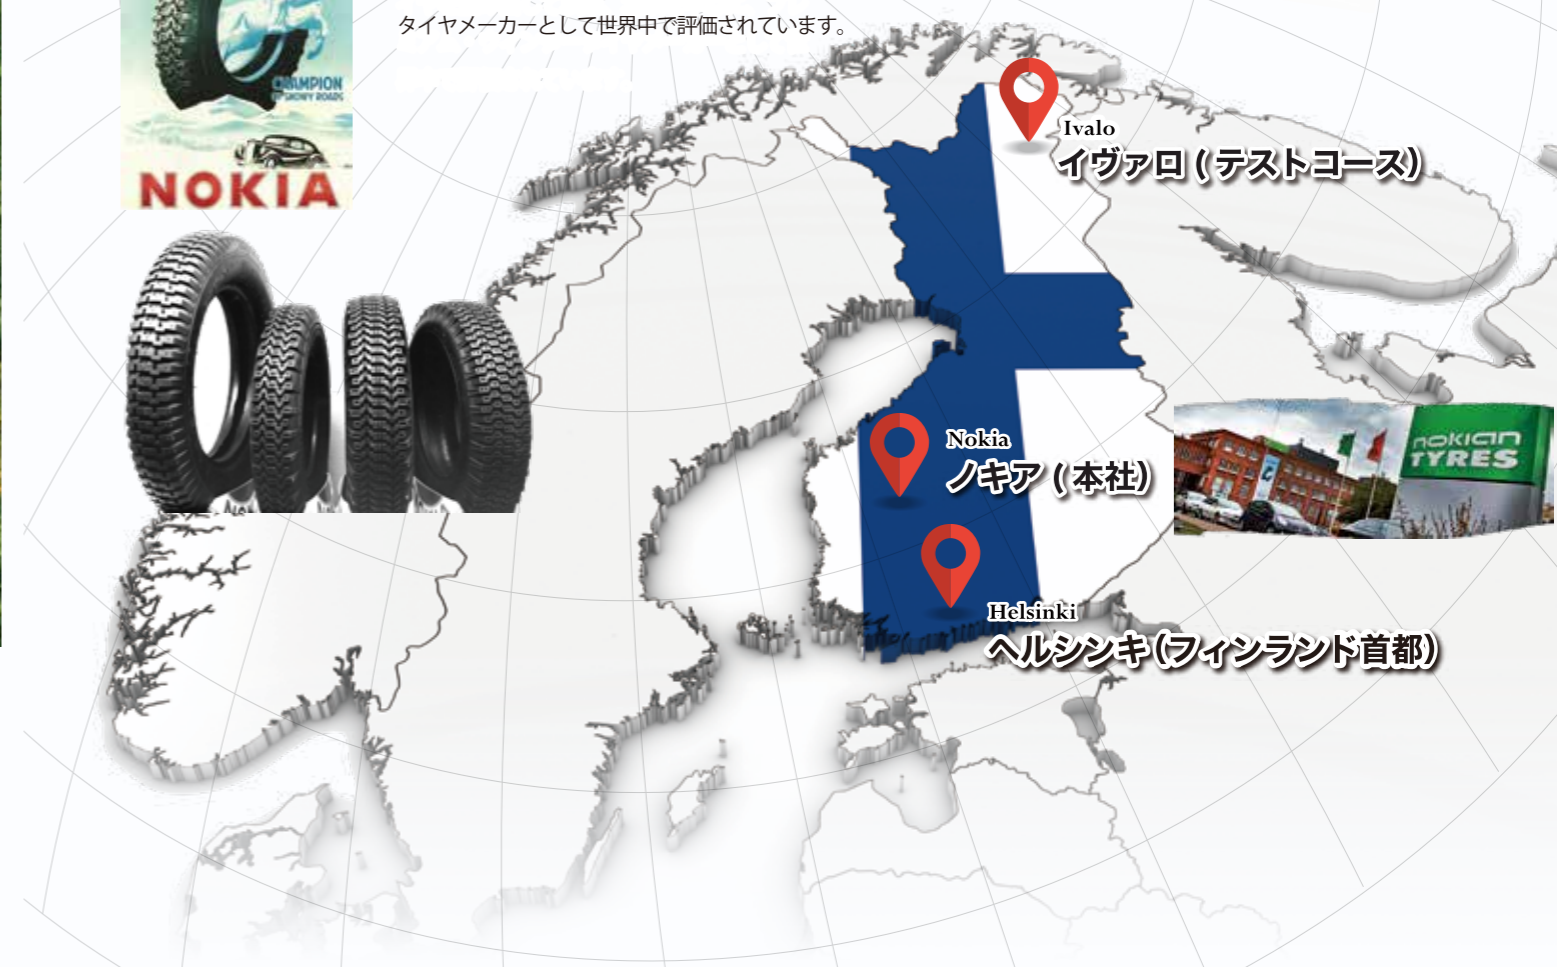 タイヤメーカーとして世界中で評価されています。
CHAMPION
OF SNOWY ROADS
NOKIA
Ivalo
イヴァロ ( テストコース)
Nokia
ノキア ( 本社)
nokian
TYRES
Helsinki
ヘルシンキ (フィンランド首都)